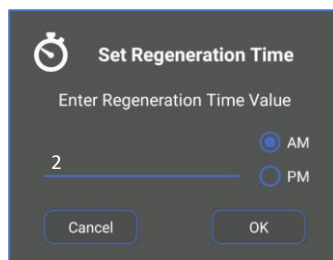 Set Regeneration Time
Enter Regeneration Time Value
AM
2
PM
Cancel OK